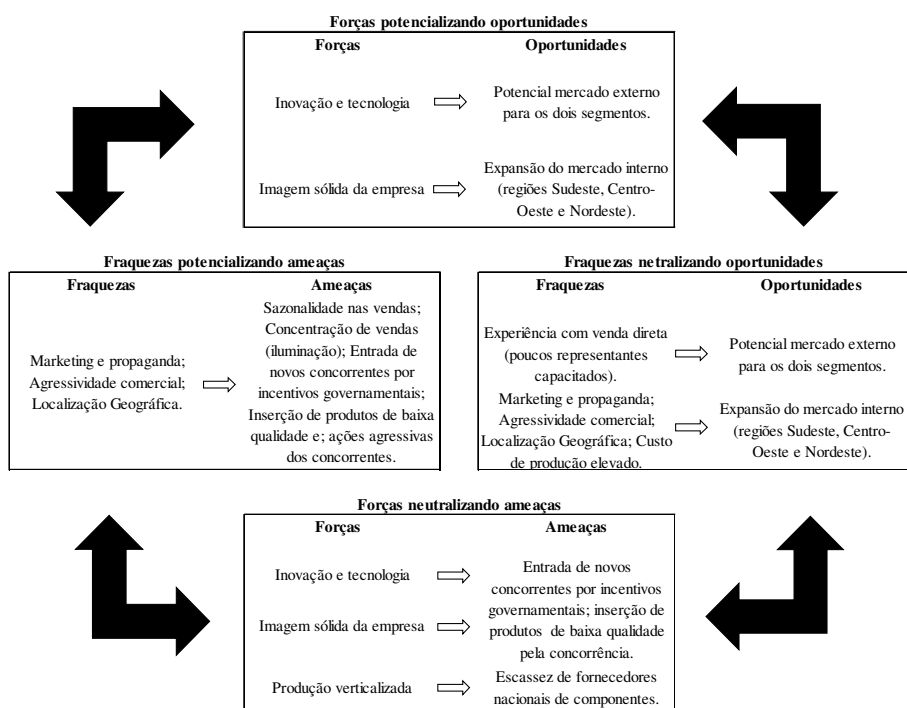 Forças potencializando oportunidades
Forças Oportunidades
Inovação e tecnologia
Potencial mercado externo
para os dois segmentos.
Imagem sólida da empresa
Expansão do mercado interno
(regiões Sudeste, Centro-
Oeste e Nordeste).
Fraquezas potencializando ameaças
Fraquezas Ameaças
Marketing e propaganda;
Agressividade comercial;
Localização Geográfica.
Sazonalidade nas vendas;
Concentração de vendas
(iluminação); Entrada de
novos concorrentes por
incentivos governamentais;
Inserção de produtos de baixa
qualidade e; ações agressivas
dos concorrentes.
Fraquezas netralizando oportunidades
Fraquezas Oportunidades
Experiência com venda direta
(poucos representantes
capacitados).
Potencial mercado externo
para os dois segmentos.
Marketing e propaganda;
Agressividade comercial;
Localização Geográfica; Custo
de produção elevado.
Expansão do mercado interno
(regiões Sudeste, Centro-
Oeste e Nordeste).
Forças neutralizando ameaças
Forças Ameaças
Inovação e tecnologia
Imagem sólida da empresa
Entrada de novos
concorrentes por incentivos
governamentais; inserção de
produtos de baixa qualidade
pela concorrência.
Produção verticalizada
Escassez de fornecedores
nacionais de componentes.